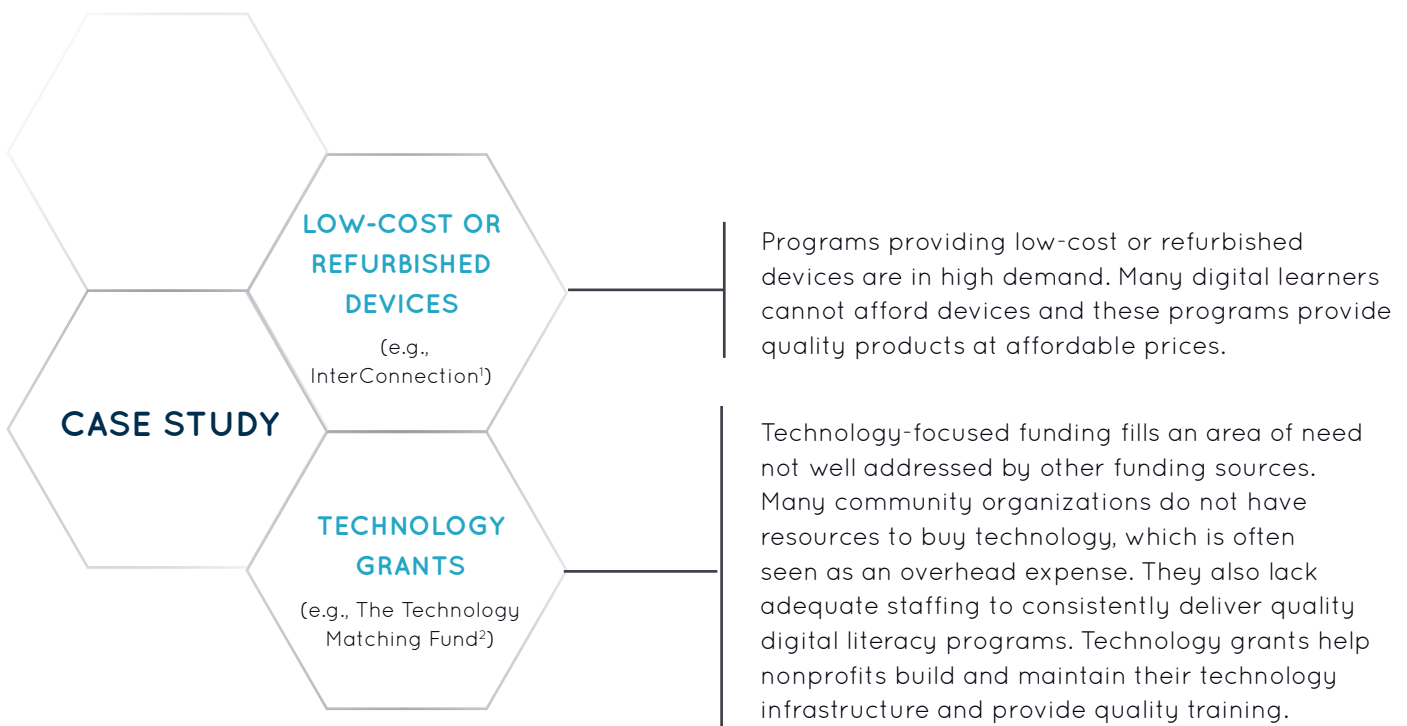 CASE STUDY
LOW-COST OR
REFURBISHED
DEVICES
(e.g.,
InterConnection¹)
Programs providing low-cost or refurbished
devices are in high demand. Many digital learners
cannot afford devices and these programs provide
quality products at affordable prices.
TECHNOLOGY
GRANTS
(e.g., The Technology
Matching Fund²)
Technology-focused funding fills an area of need
not well addressed by other funding sources.
Many community organizations do not have
resources to buy technology, which is often
seen as an overhead expense. They also lack
adequate staffing to consistently deliver quality
digital literacy programs. Technology grants help
nonprofits build and maintain their technology
infrastructure and provide quality training.